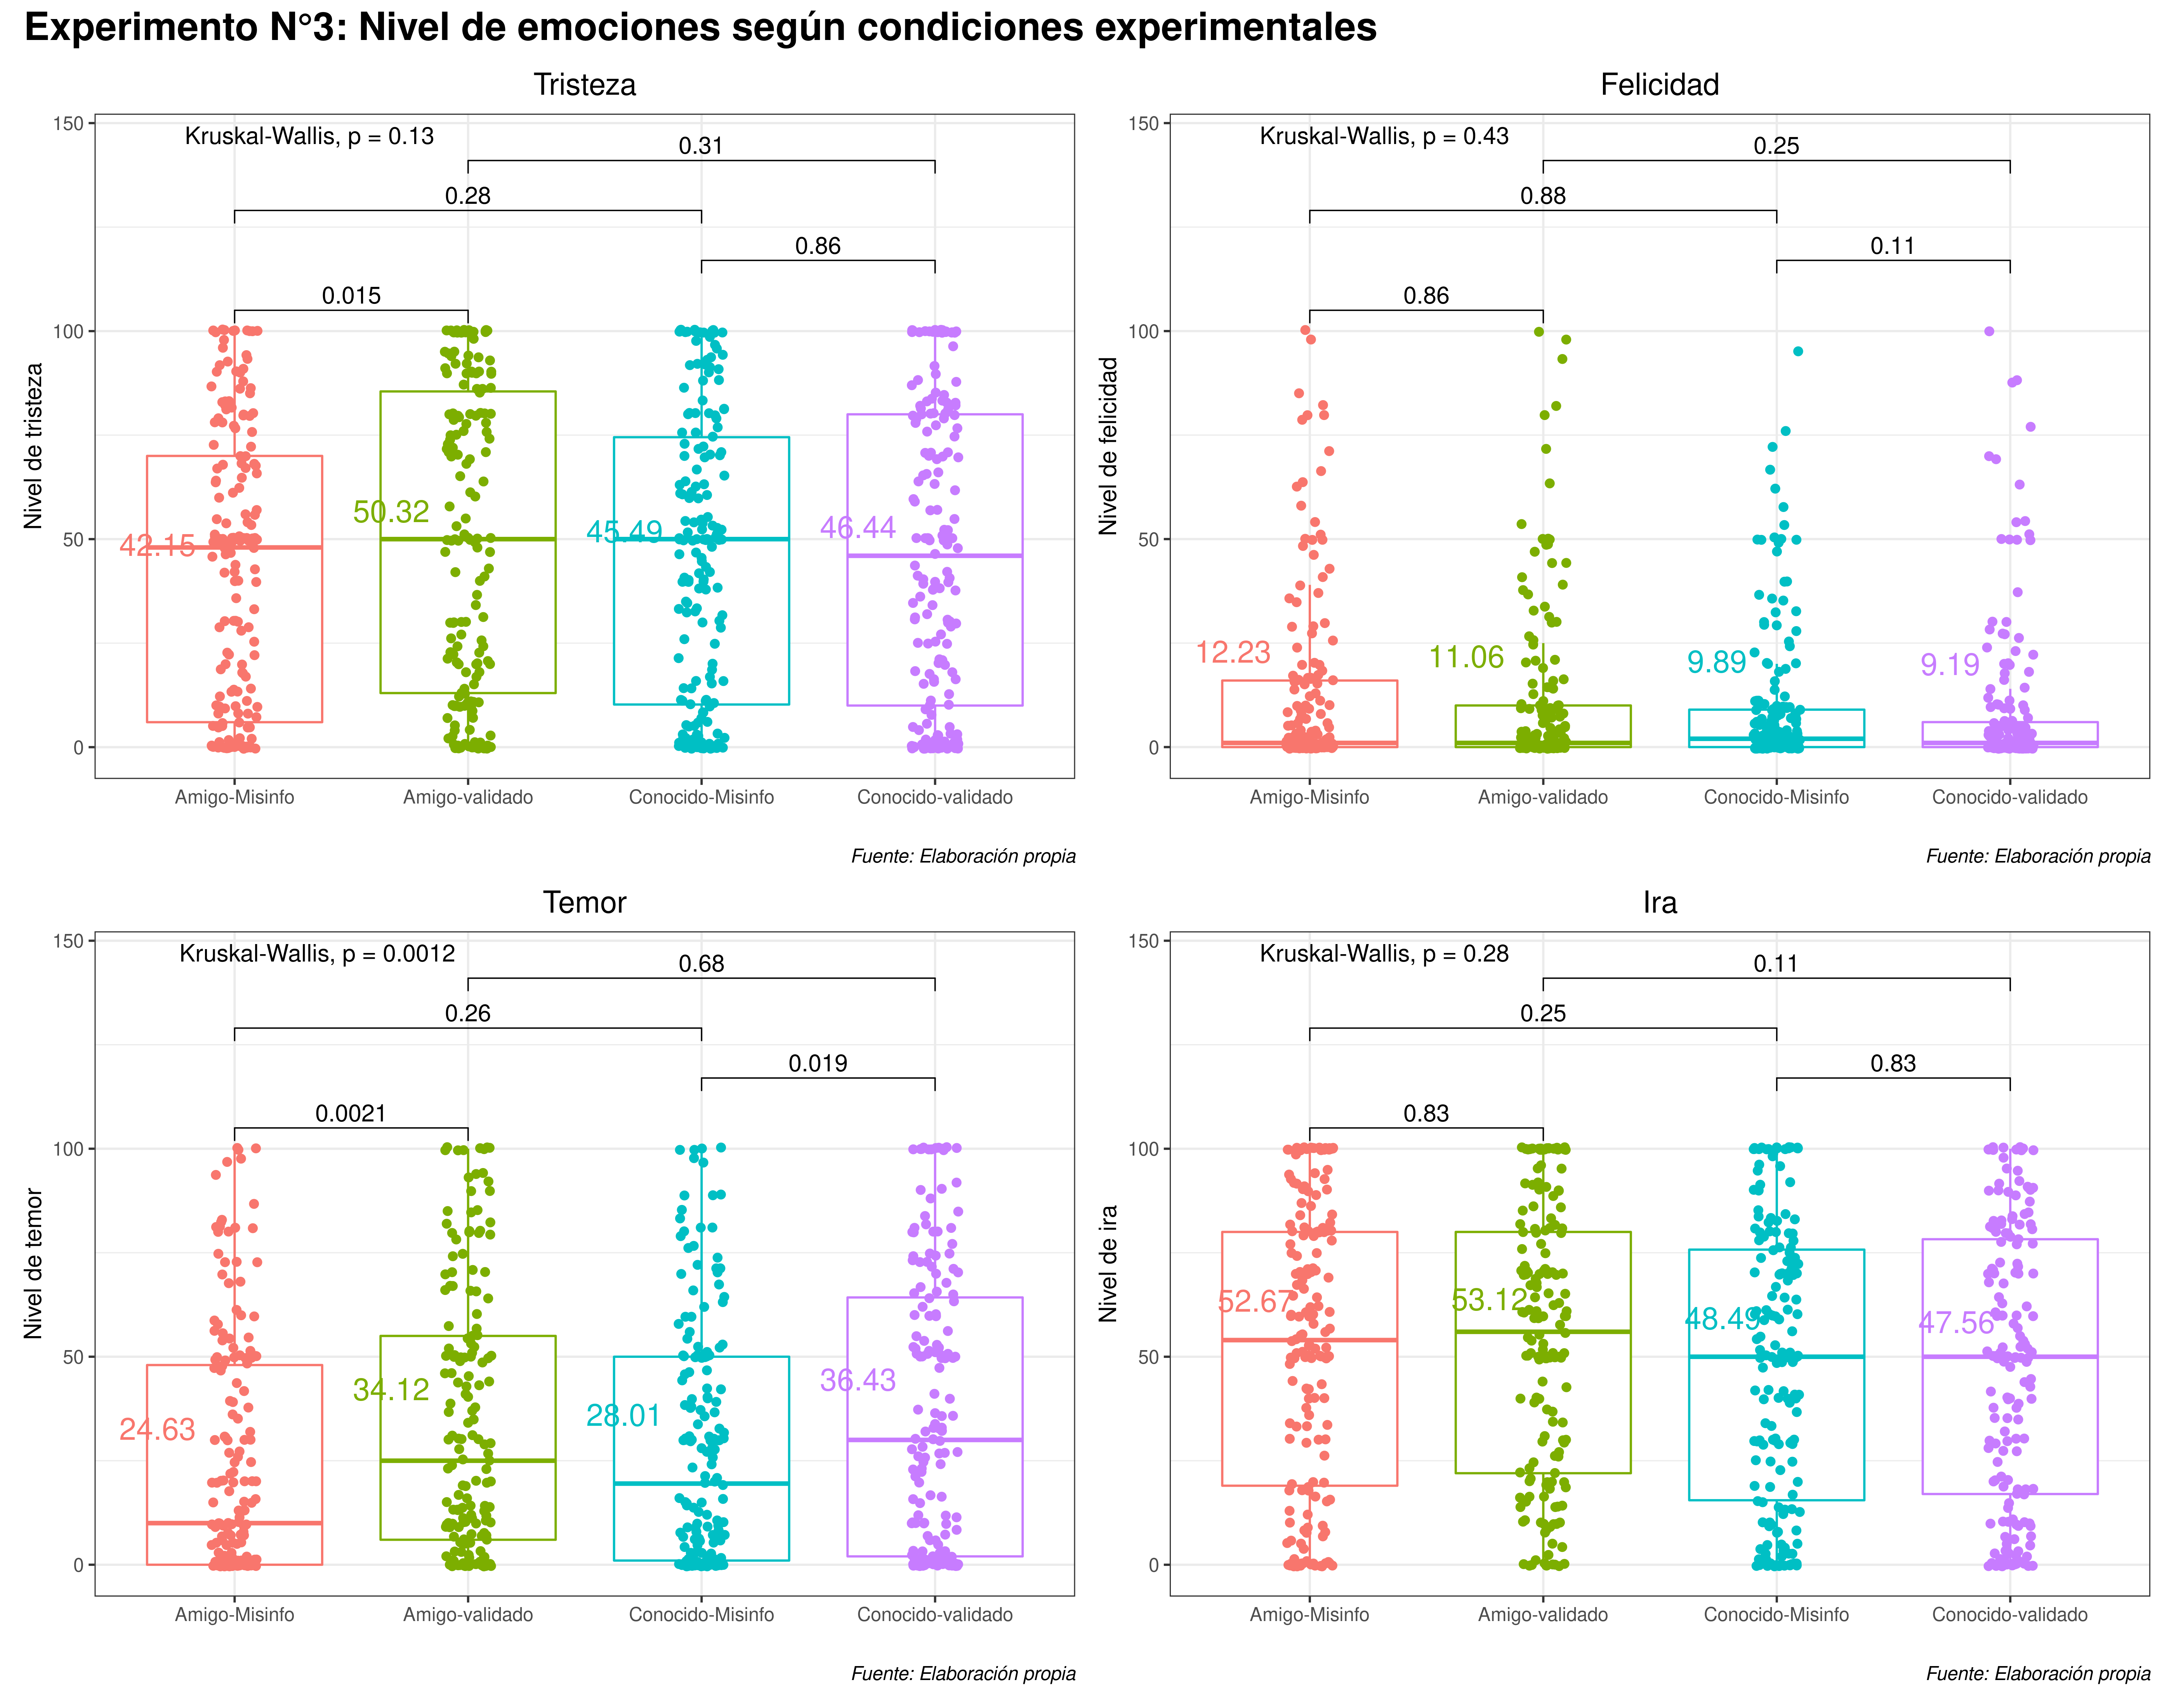 Experimento N°3: Nivel de emociones según condiciones experimentales
Tristeza
Nivel de tristeza
150
100
50
0
Kruskal-Wallis, p = 0.13
0.31
0.28
0.86
0.015
42.15
50.32
45.49
46.44
Amigo-Misinfo
Amigo-validado
Conocido-Misinfo
Conocido-validado
Fuente: Elaboración propia
Felicidad
Nivel de felicidad
150
100
50
0
Kruskal-Wallis, p = 0.43
0.25
0.88
0.11
0.86
12.23
11.06
9.89
9.19
Amigo-Misinfo
Amigo-validado
Conocido-Misinfo
Conocido-validado
Fuente: Elaboración propia
Temor
Nivel de temor
150
100
50
0
Kruskal-Wallis, p = 0.0012
0.68
0.26
0.019
0.0021
24.63
34.12
28.01
36.43
Amigo-Misinfo
Amigo-validado
Conocido-Misinfo
Conocido-validado
Fuente: Elaboración propia
Ira
Nivel de ira
150
100
50
0
Kruskal-Wallis, p = 0.28
0.11
0.25
0.83
0.83
52.67
53.12
48.49
47.56
Amigo-Misinfo
Amigo-validado
Conocido-Misinfo
Conocido-validado
Fuente: Elaboración propia